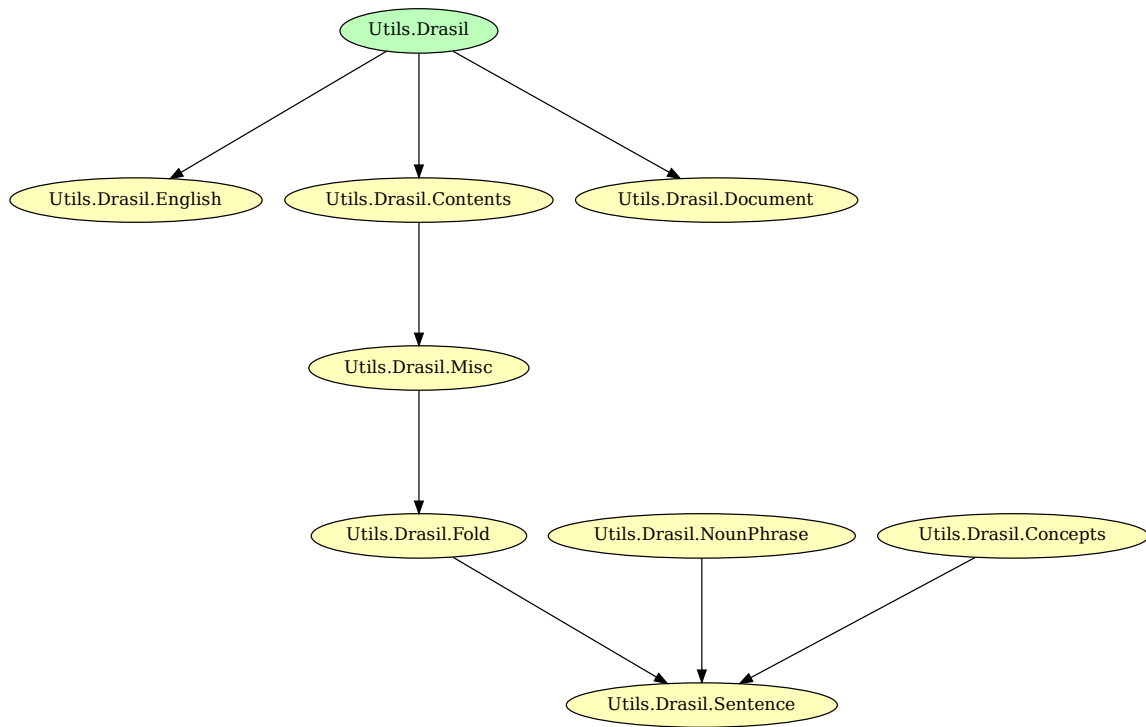 Utils.Drasil
Utils.Drasil.English
Utils.Drasil.Contents
Utils.Drasil.Document
Utils.Drasil.Misc
Utils.Drasil.Fold
Utils.Drasil.NounPhrase
Utils.Drasil.Concepts
Utils.Drasil.Sentence